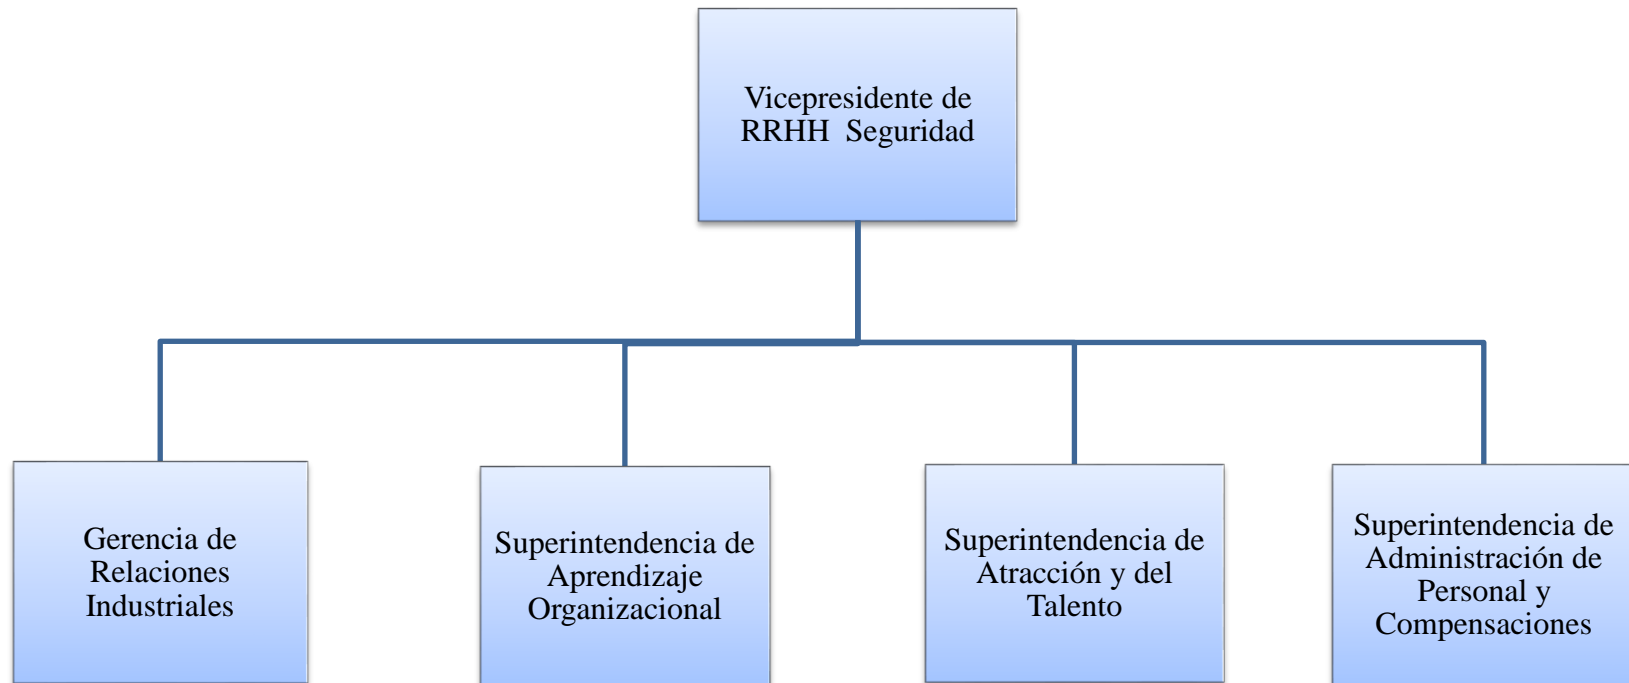 Vicepresidente de
RRHH  Seguridad
Gerencia de
Relaciones
Industriales
Superintendencia de
Aprendizaje
Organizacional
Superintendencia de
Atracción y del
Talento
Superintendencia de
Administración de
Personal y
Compensaciones